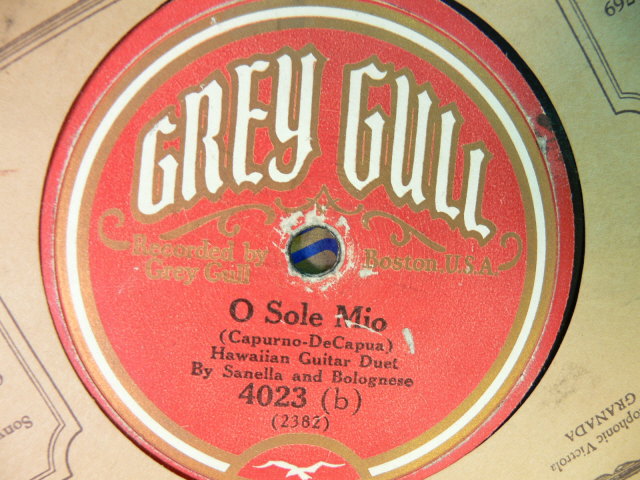 GREY GULL
Recorded by
Grey Gull
Boston, U.S.A.
O Sole Mio
(Capurno-DeCapua)
Hawaiian Guitar Duet
By Sanella and Bolognese
4023 (b)
(2382)
Victrola
GRANADA